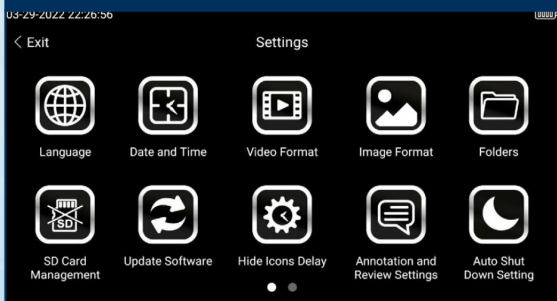 03-29-2022 22:26:56
< Exit
Settings
Language
Date and Time
Video Format
Image Format
Folders
SD
SD Card
Management
Update Software
Hide Icons Delay
Annotation and
Review Settings
Auto Shut
Down Setting